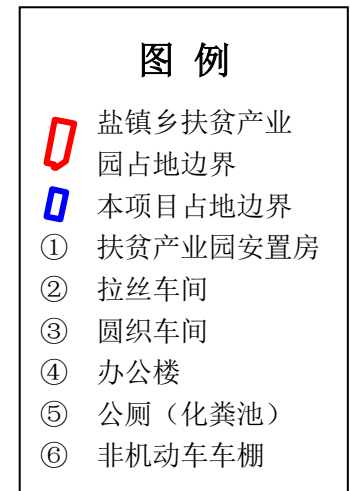 图 例
盐镇乡扶贫产业
园占地边界
本项目占地边界
① 扶贫产业园安置房
② 拉丝车间
③ 圆织车间
④ 办公楼
⑤ 公厕（化粪池）
⑥ 非机动车车棚